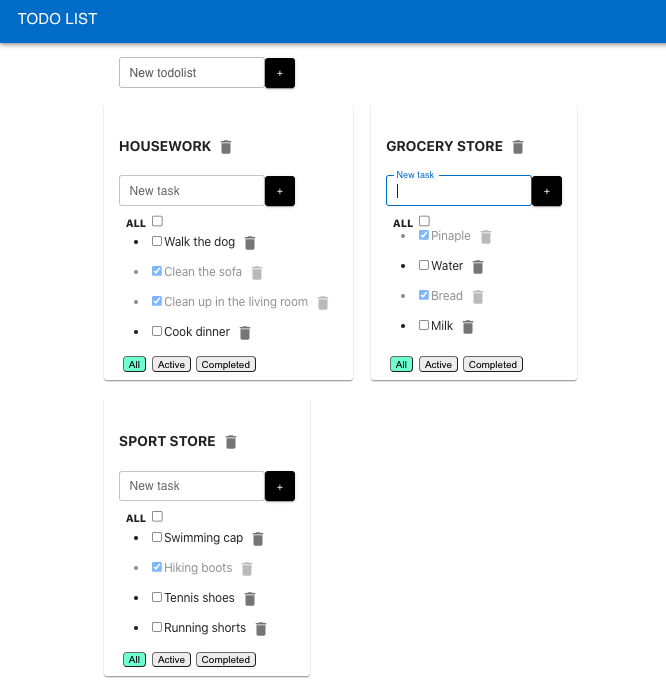 TODO LIST
New todolist +
HOUSEWORK
New task +
ALL
Walk the dog
Clean the sofa
Clean up in the living room
Cook dinner
All Active Completed
GROCERY STORE
New task
+
ALL
Pinaple
Water
Bread
Milk
All Active Completed
SPORT STORE
New task +
ALL
Swimming cap
Hiking boots
Tennis shoes
Running shorts
All Active Completed